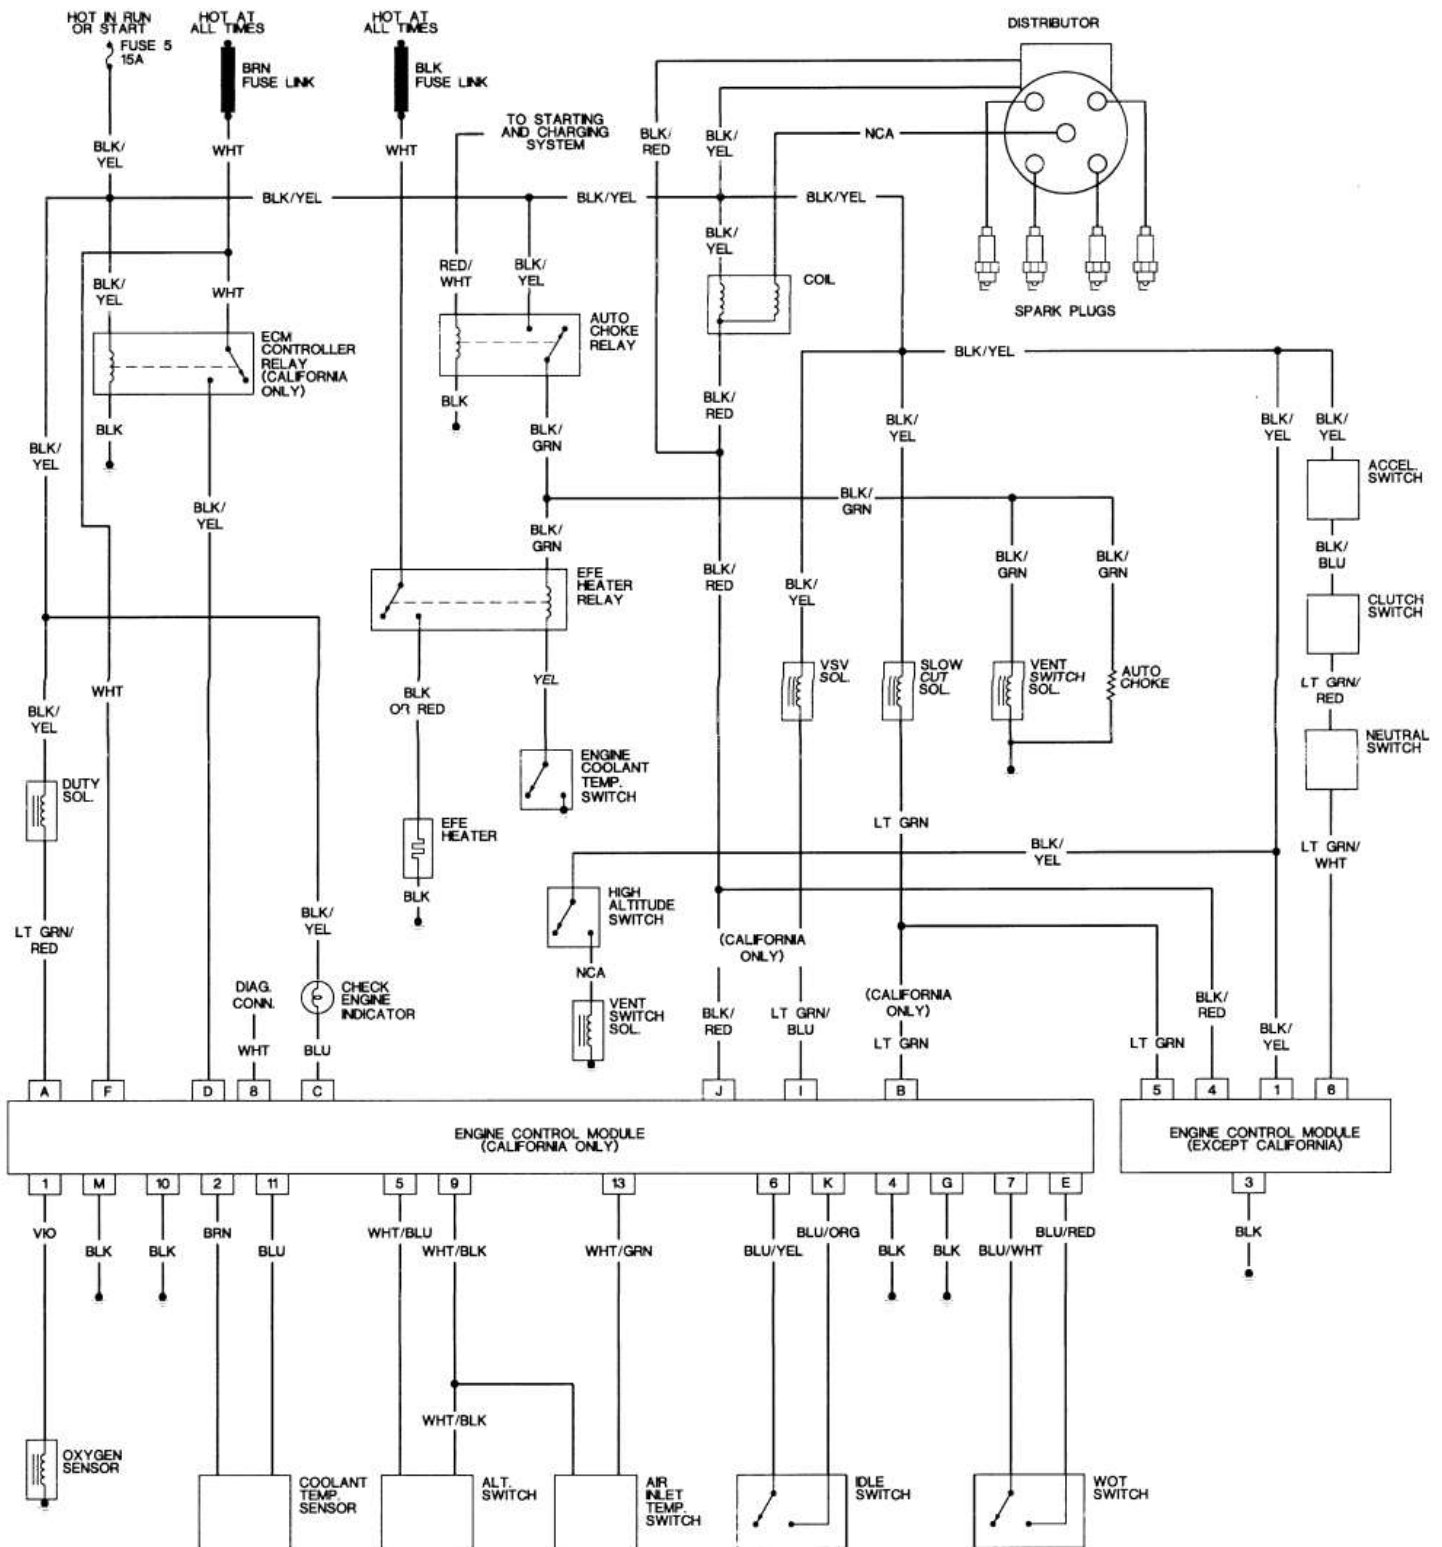 HOT IN RUN
OR START
FUSE 5
15A
HOT AT
ALL TIMES
BRN
FUSE LINK
HOT AT
ALL TIMES
BLK
FUSE LINK
TO STARTING
AND CHARGING
SYSTEM
DISTRIBUTOR
BLK/
YEL
WHT
WHT
BLK/
RED
BLK/
YEL
NCA
BLK/YEL
BLK/YEL
BLK/YEL
BLK/
YEL
WHT
RED/
WHT
BLK/
YEL
BLK/
YEL
COIL
SPARK PLUGS
ECM
CONTROLLER
RELAY
(CALIFORNIA
ONLY)
AUTO
CHOKE
RELAY
BLK/YEL
BLK
BLK
BLK/
GRN
BLK/
RED
BLK/
YEL
BLK/
YEL
BLK/
YEL
BLK/
YEL
ACCEL.
SWITCH
BLK/
YEL
BLK/
GRN
BLK/
GRN
BLK/
RED
BLK/
YEL
BLK/
GRN
BLK/
GRN
BLK/
BLU
EFE
HEATER
RELAY
CLUTCH
SWITCH
WHT
BLK
OR RED
YEL
VSV
SOL.
SLOW
CUT
SOL.
VENT
SWITCH
SOL.
AUTO
CHOKE
LT GRN/
RED
BLK/
YEL
NEUTRAL
SWITCH
DUTY
SOL.
ENGINE
COOLANT
TEMP.
SWITCH
EFE
HEATER
LT GRN
BLK/
YEL
LT GRN/
WHT
BLK
HIGH
ALTITUDE
SWITCH
LT GRN/
RED
BLK/
YEL
(CALIFORNIA
ONLY)
NCA
DIAG.
CONN.
CHECK
ENGINE
INDICATOR
VENT
SWITCH
SOL.
(CALIFORNIA
ONLY)
BLK/
RED
WHT
BLU
BLK/
RED
LT GRN/
BLU
LT GRN
LT GRN
BLK/
YEL
A
F
D
8
C
J
I
B
5
4
1
6
ENGINE CONTROL MODULE
(CALIFORNIA ONLY)
ENGINE CONTROL MODULE
(EXCEPT CALIFORNIA)
1
M
10
2
11
5
9
13
6
K
4
G
7
E
3
VIO
BLK
BLK
BRN
BLU
WHT/BLU
WHT/BLK
WHT/GRN
BLU/YEL
BLU/ORG
BLK
BLK
BLU/WHT
BLU/RED
BLK
WHT/BLK
OXYGEN
SENSOR
COOLANT
TEMP.
SENSOR
ALT.
SWITCH
AIR
INLET
TEMP.
SWITCH
IDLE
SWITCH
WOT
SWITCH